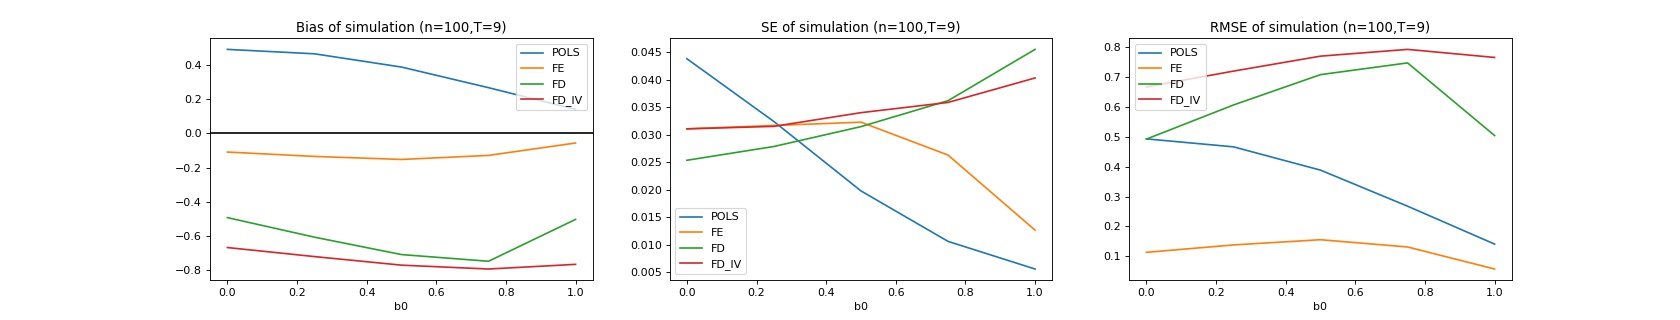 Bias of simulation (n=100,T=9)
0.4
0.2
0.0
−0.2
−0.4
−0.6
−0.8
POLS
FE
FD
FD_IV
0.0 0.2 0.4 0.6 0.8 1.0
b0
SE of simulation (n=100,T=9)
0.045
0.040
0.035
0.030
0.025
0.020
0.015
0.010
0.005
POLS
FE
FD
FD_IV
0.0 0.2 0.4 0.6 0.8 1.0
b0
RMSE of simulation (n=100,T=9)
0.8
0.7
0.6
0.5
0.4
0.3
0.2
0.1
POLS
FE
FD
FD_IV
0.0 0.2 0.4 0.6 0.8 1.0
b0